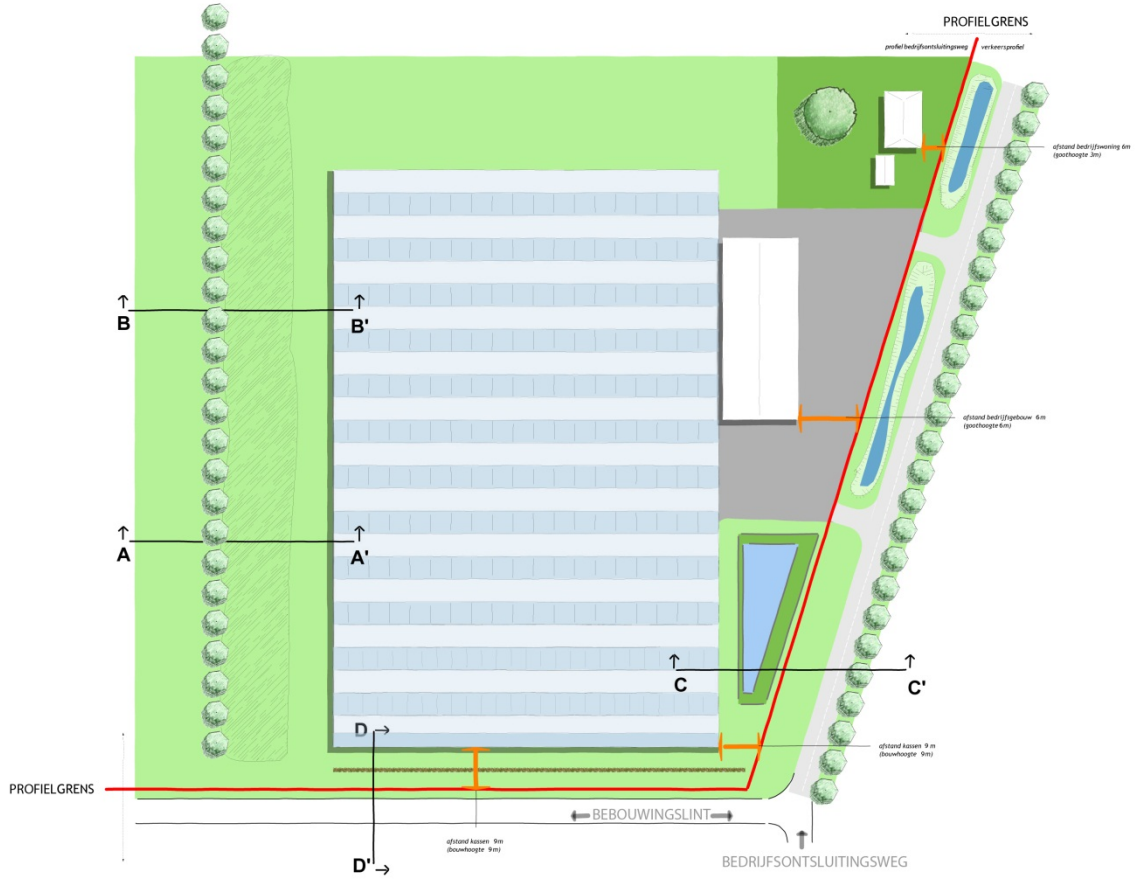 PROFIELGRENS
profiel bedrijfsontsluitingsweg verkeersprofiel
afstand bedrijfswoning 6m
(goothoogte 3m)
B
B'
afstand bedrijfsgebouw 6m
(goothoogte 6m)
A
A'
C
C'
D
afstand kassen 9 m
(bouwhoogte 9m)
PROFIELGRENS
BEBOUWINGSLINT
afstand kassen 9m
(bouwhoogte 9m)
D'
BEDRIJFSONTSLUITINGSWEG